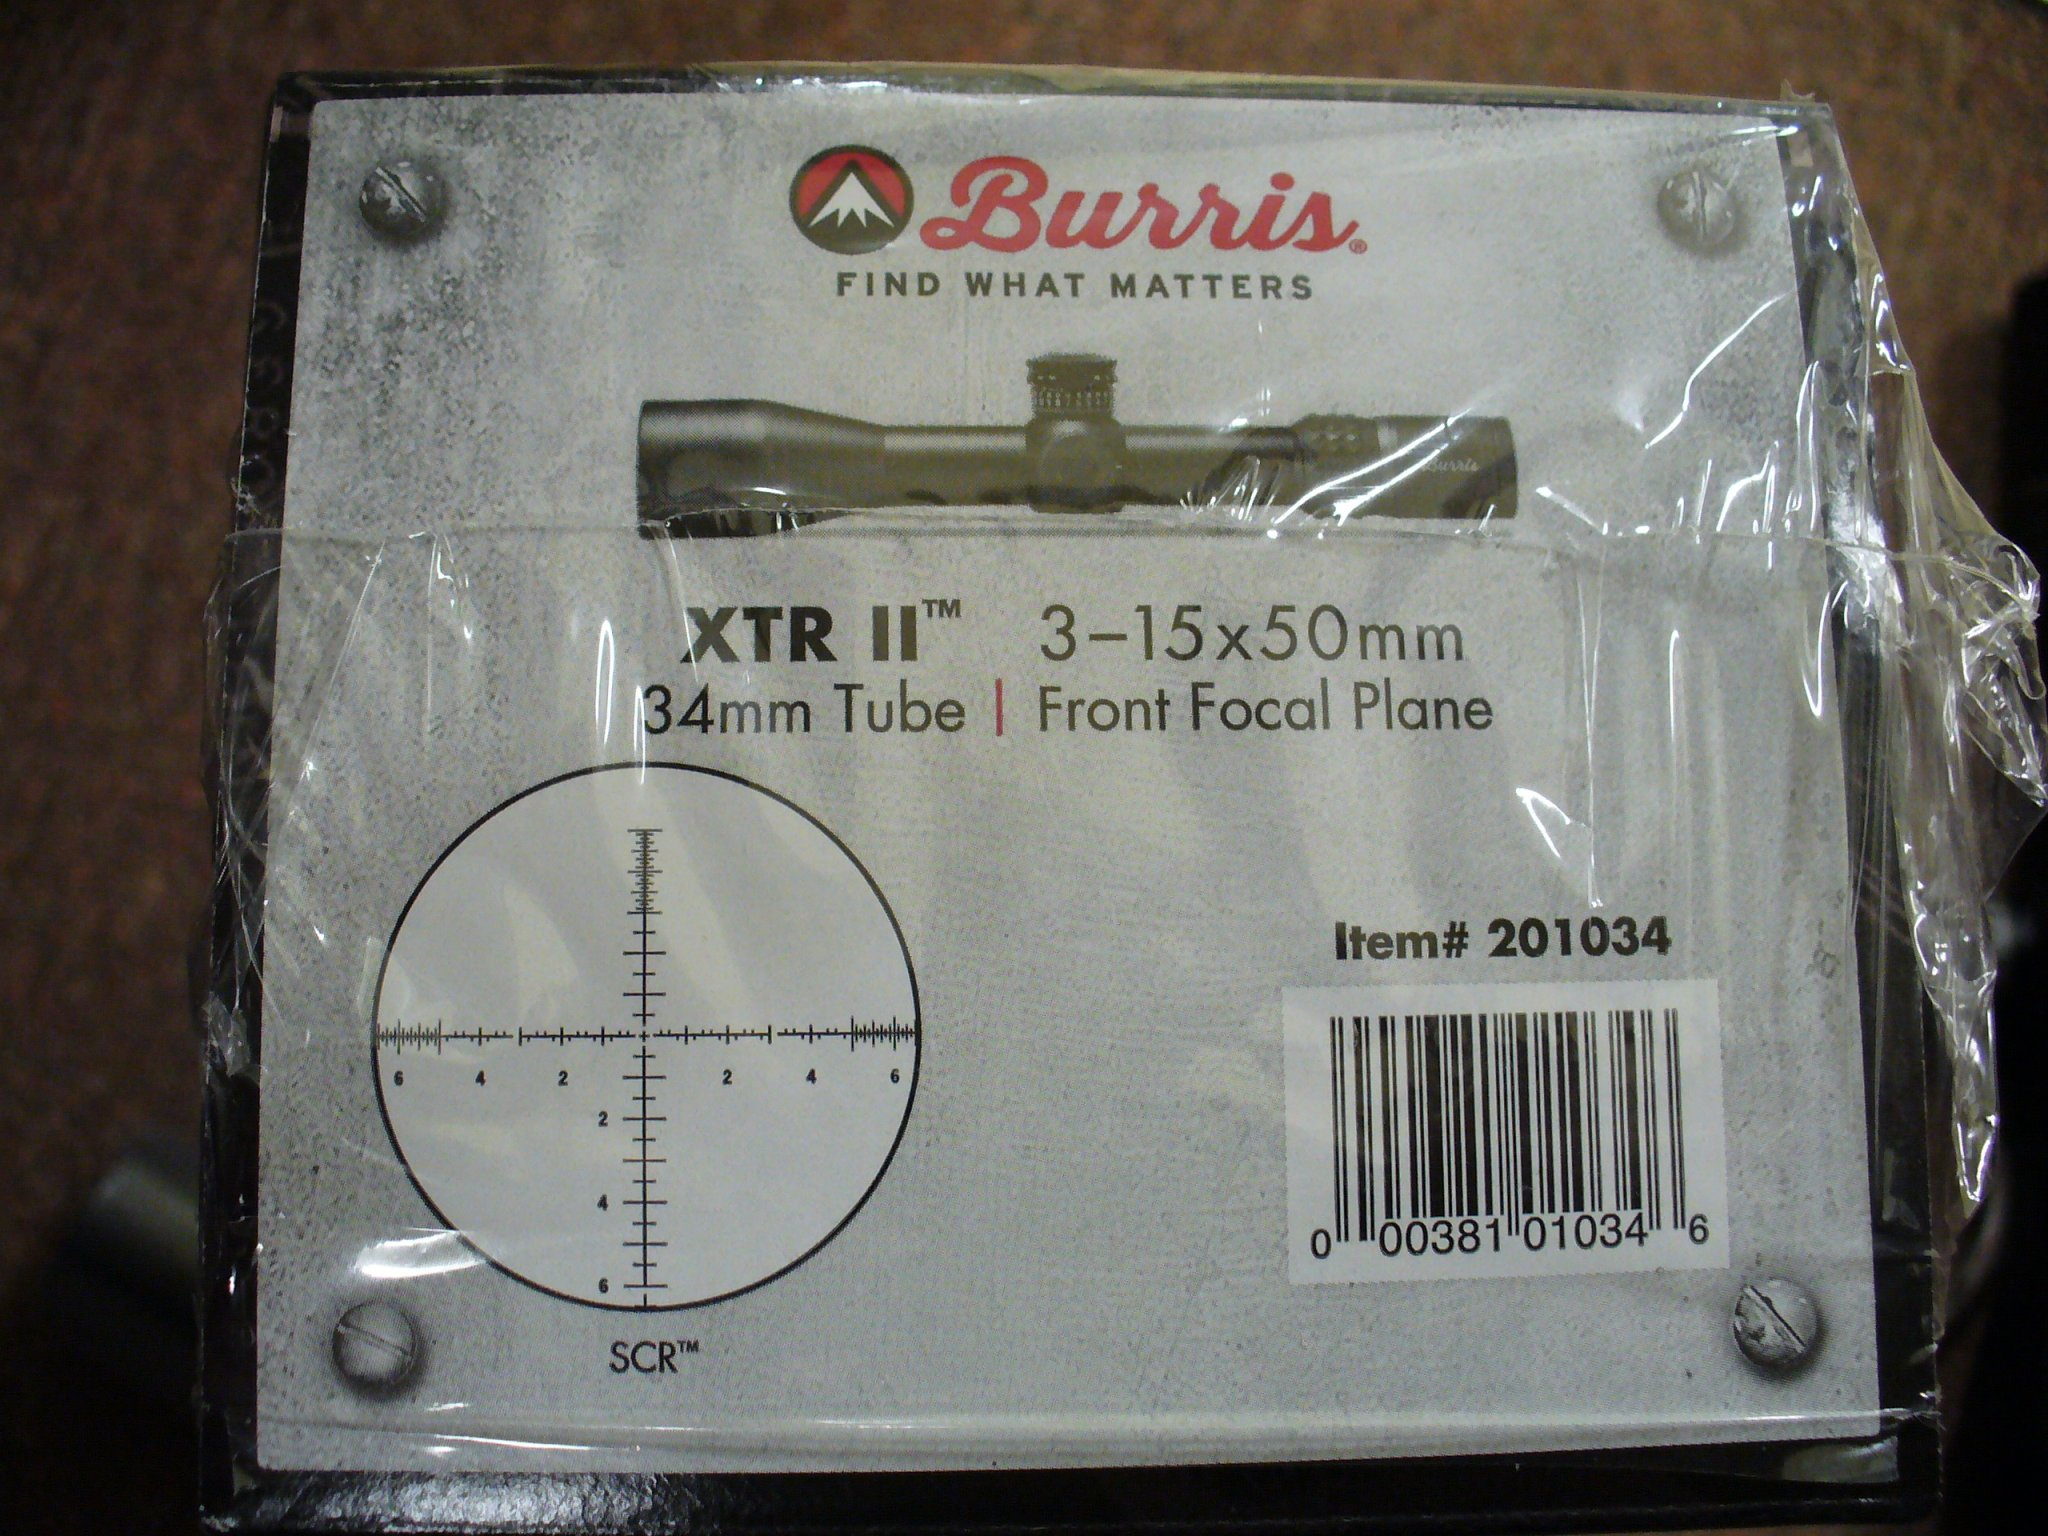 Burris®
FIND WHAT MATTERS
Burris
XTR II™ 3–15x50mm
34mm Tube | Front Focal Plane
6 4 2 2 4 6
2
4
6
SCR™
Item# 201034
0 00381 01034 6